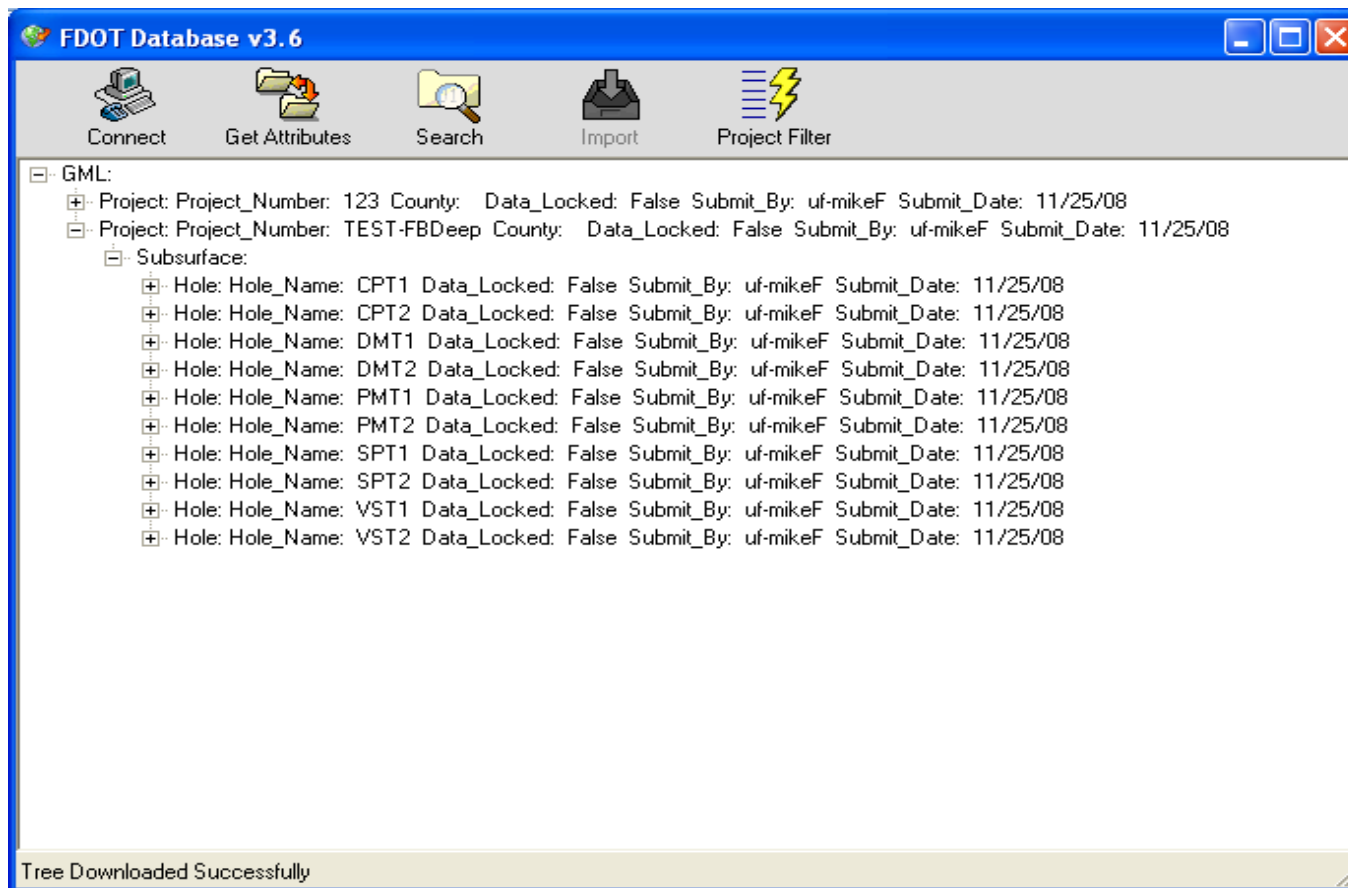 FDOT Database v3.6
Connect Get Attributes Search Import Project Filter
GML:
Project: Project_Number: 123 County: Data_Locked: False Submit_By: uf-mikeF Submit_Date: 11/25/08
Project: Project_Number: TEST-FBDeep County: Data_Locked: False Submit_By: uf-mikeF Submit_Date: 11/25/08
Subsurface:
Hole: Hole_Name: CPT1 Data_Locked: False Submit_By: uf-mikeF Submit_Date: 11/25/08
Hole: Hole_Name: CPT2 Data_Locked: False Submit_By: uf-mikeF Submit_Date: 11/25/08
Hole: Hole_Name: DMT1 Data_Locked: False Submit_By: uf-mikeF Submit_Date: 11/25/08
Hole: Hole_Name: DMT2 Data_Locked: False Submit_By: uf-mikeF Submit_Date: 11/25/08
Hole: Hole_Name: PMT1 Data_Locked: False Submit_By: uf-mikeF Submit_Date: 11/25/08
Hole: Hole_Name: PMT2 Data_Locked: False Submit_By: uf-mikeF Submit_Date: 11/25/08
Hole: Hole_Name: SPT1 Data_Locked: False Submit_By: uf-mikeF Submit_Date: 11/25/08
Hole: Hole_Name: SPT2 Data_Locked: False Submit_By: uf-mikeF Submit_Date: 11/25/08
Hole: Hole_Name: VST1 Data_Locked: False Submit_By: uf-mikeF Submit_Date: 11/25/08
Hole: Hole_Name: VST2 Data_Locked: False Submit_By: uf-mikeF Submit_Date: 11/25/08
Tree Downloaded Successfully